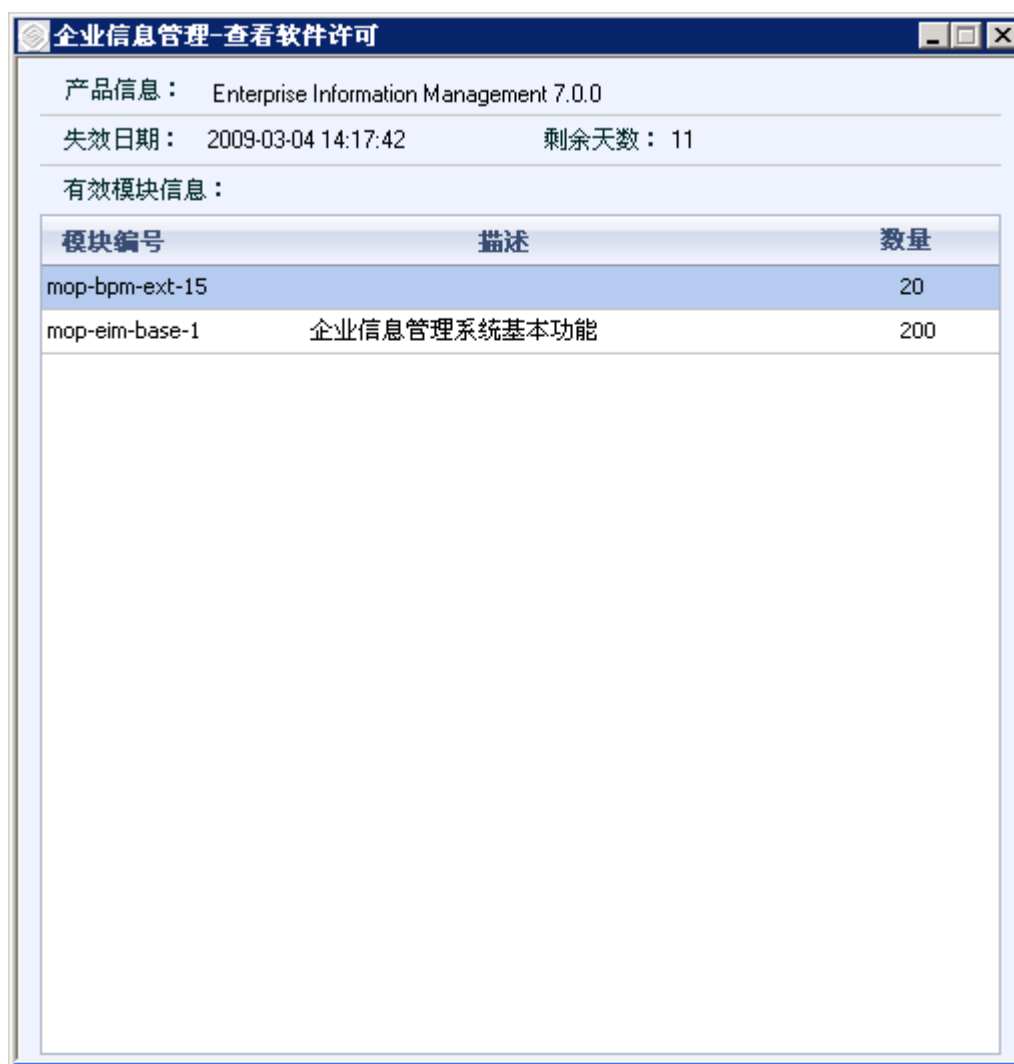 企业信息管理-查看软件许可
产品信息： Enterprise Information Management 7.0.0
失效日期： 2009-03-04 14:17:42 剩余天数： 11
有效模块信息：
模块编号 描述 数量
mop-bpm-ext-15 20
mop-eim-base-1 企业信息管理系统基本功能 200